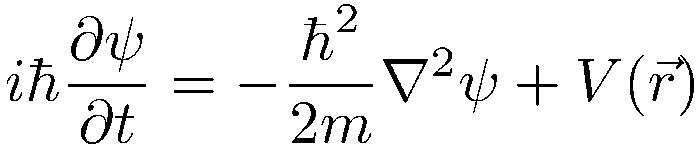 iħ ∂ψ/∂t = −ħ²/2m ∇²ψ + V(r⃗)